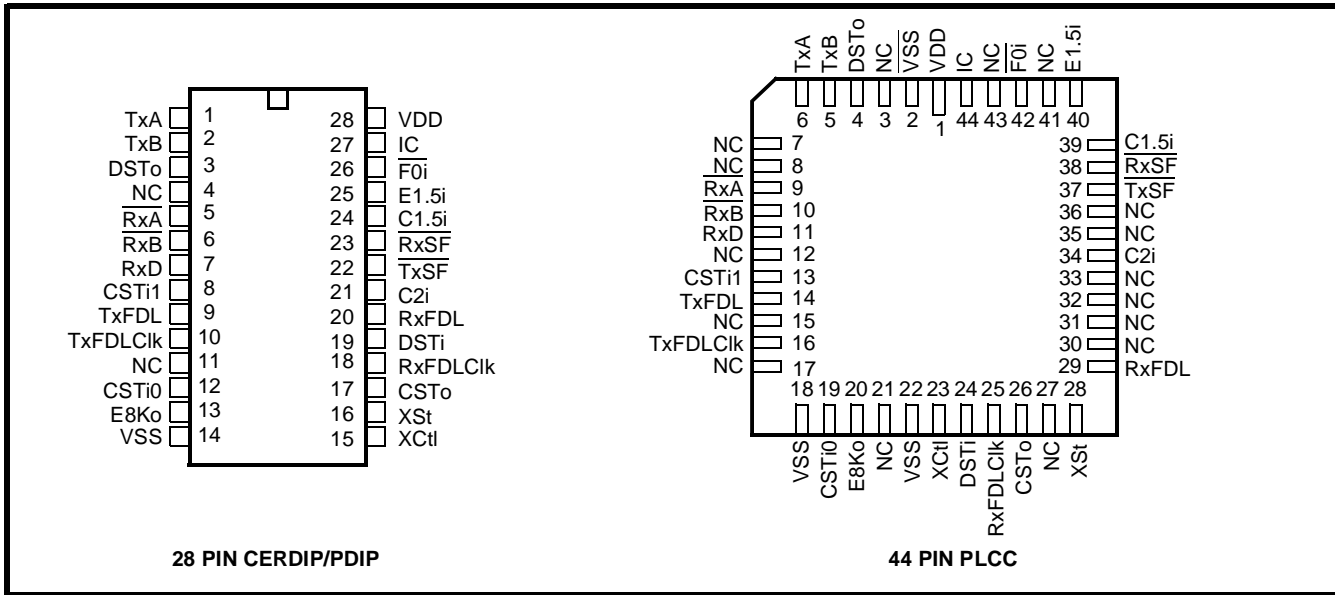 TxA 1 28 VDD
TxB 2 27 IC
DSTo 3 26 F0i
NC 4 25 E1.5i
RxA 5 24 C1.5i
RxB 6 23 RxSF
RxD 7 22 TxSF
CSTi1 8 21 C2i
TxFDL 9 20 RxFDL
TxFDLClk 10 19 DSTi
NC 11 18 RxFDLClk
CSTi0 12 17 CSTo
E8Ko 13 16 XSt
VSS 14 15 XCtl
28 PIN CERDIP/PDIP
TxA TxB DSTo NC VSS VDD IC NC F0i NC E1.5i
6 5 4 3 2 1 44 43 42 41 40
NC 7 39 C1.5i
NC 8 38 RxSF
RxA 9 37 TxSF
RxB 10 36 NC
RxD 11 35 NC
NC 12 34 C2i
CSTi1 13 33 NC
TxFDL 14 32 NC
NC 15 31 NC
TxFDLClk 16 30 NC
NC 17 29 RxFDL
18 19 20 21 22 23 24 25 26 27 28
VSS CSTi0 E8Ko NC VSS XCtl DSTi RxFDLClk CSTo NC XSt
44 PIN PLCC